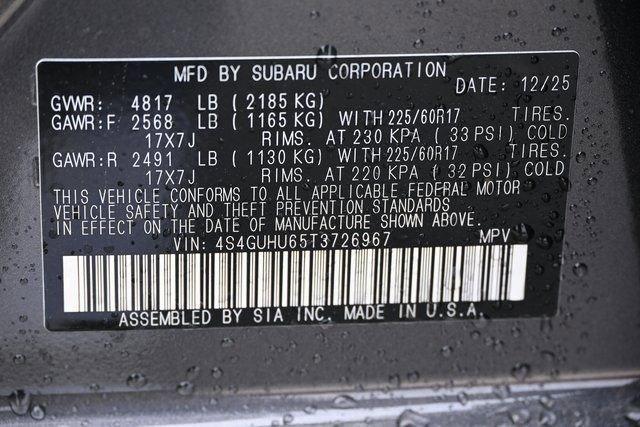 MFD BY SUBARU CORPORATION
DATE: 12/25
GVWR: 4817 LB (2185 KG)
GAWR:F 2568 LB (1165 KG) WITH 225/60R17 TIRES.
17X7J RIMS. AT 230 KPA (33 PSI) COLD
GAWR:R 2491 LB (1130 KG) WITH 225/60R17 TIRES.
17X7J RIMS. AT 220 KPA (32 PSI) COLD
THIS VEHICLE CONFORMS TO ALL APPLICABLE FEDERAL MOTOR
VEHICLE SAFETY AND THEFT PREVENTION STANDARDS
IN EFFECT ON THE DATE OF MANUFACTURE SHOWN ABOVE.
VIN: 4S4GUHU65T3726967 MPV
ASSEMBLED BY SIA INC. MADE IN U.S.A.